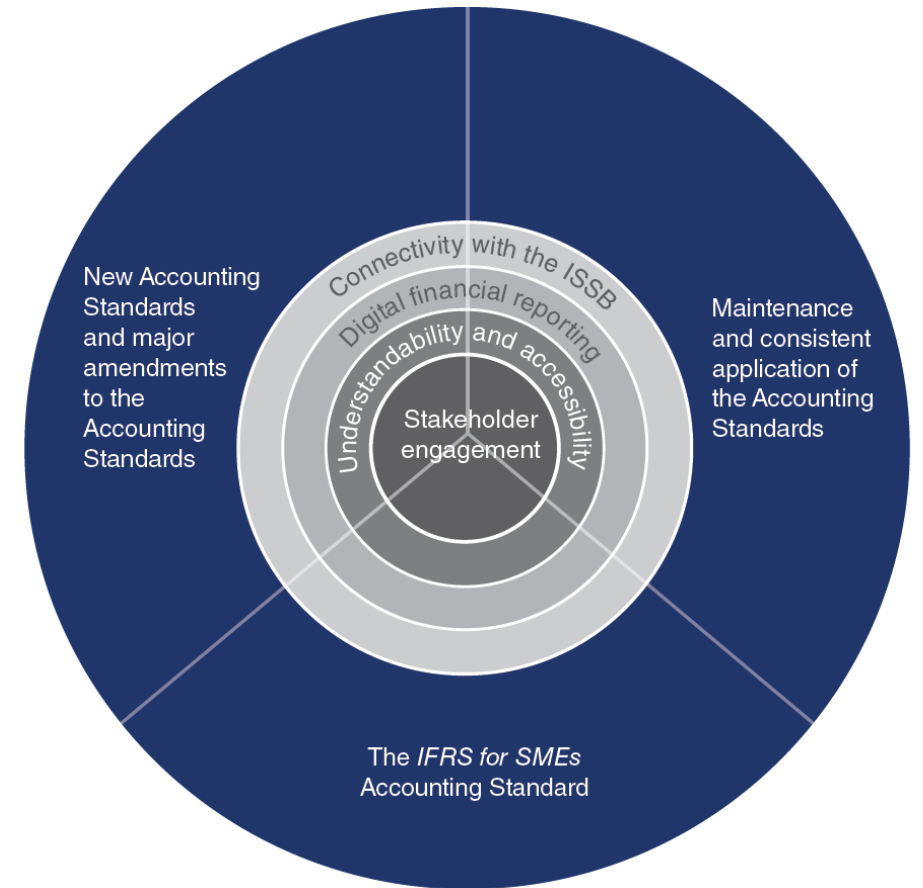 Connectivity with the ISSB
Digital financial reporting
Understandability and accessibility
Stakeholder
engagement
New Accounting
Standards
and major
amendments
to the
Accounting
Standards
Maintenance
and consistent
application of
the Accounting
Standards
The IFRS for SMEs
Accounting Standard